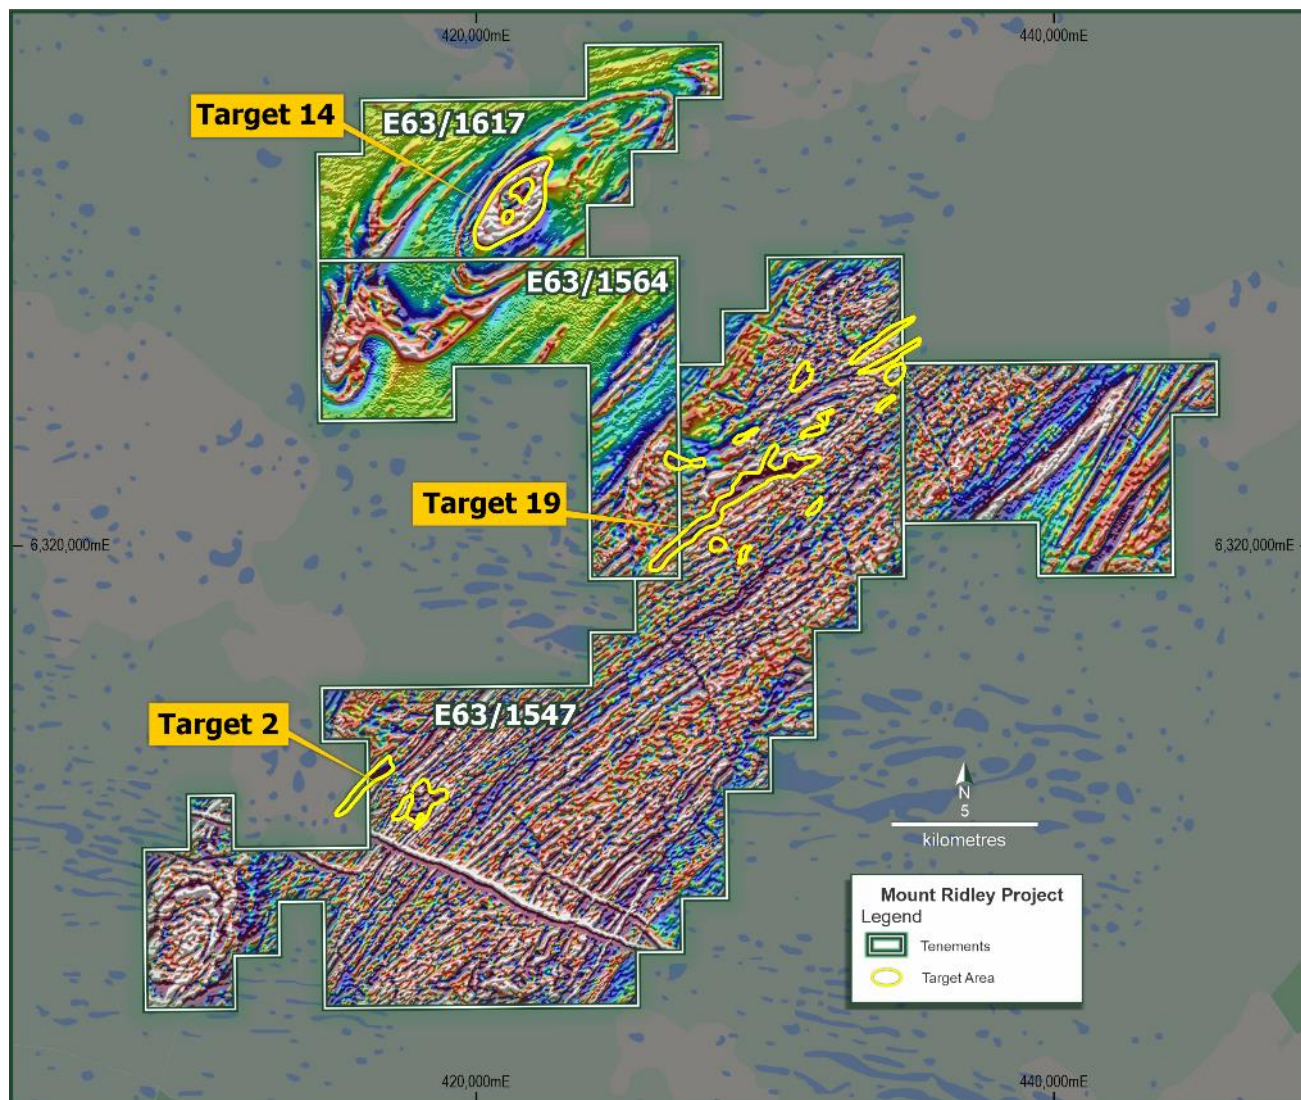 420,000mE
440,000mE
Target 14
E63/1617
E63/1564
Target 19
6,320,000mE
6,320,000mE
Target 2
E63/1547
N
5
kilometres
Mount Ridley Project
Legend
Tenements
Target Area
420,000mE
440,000mE